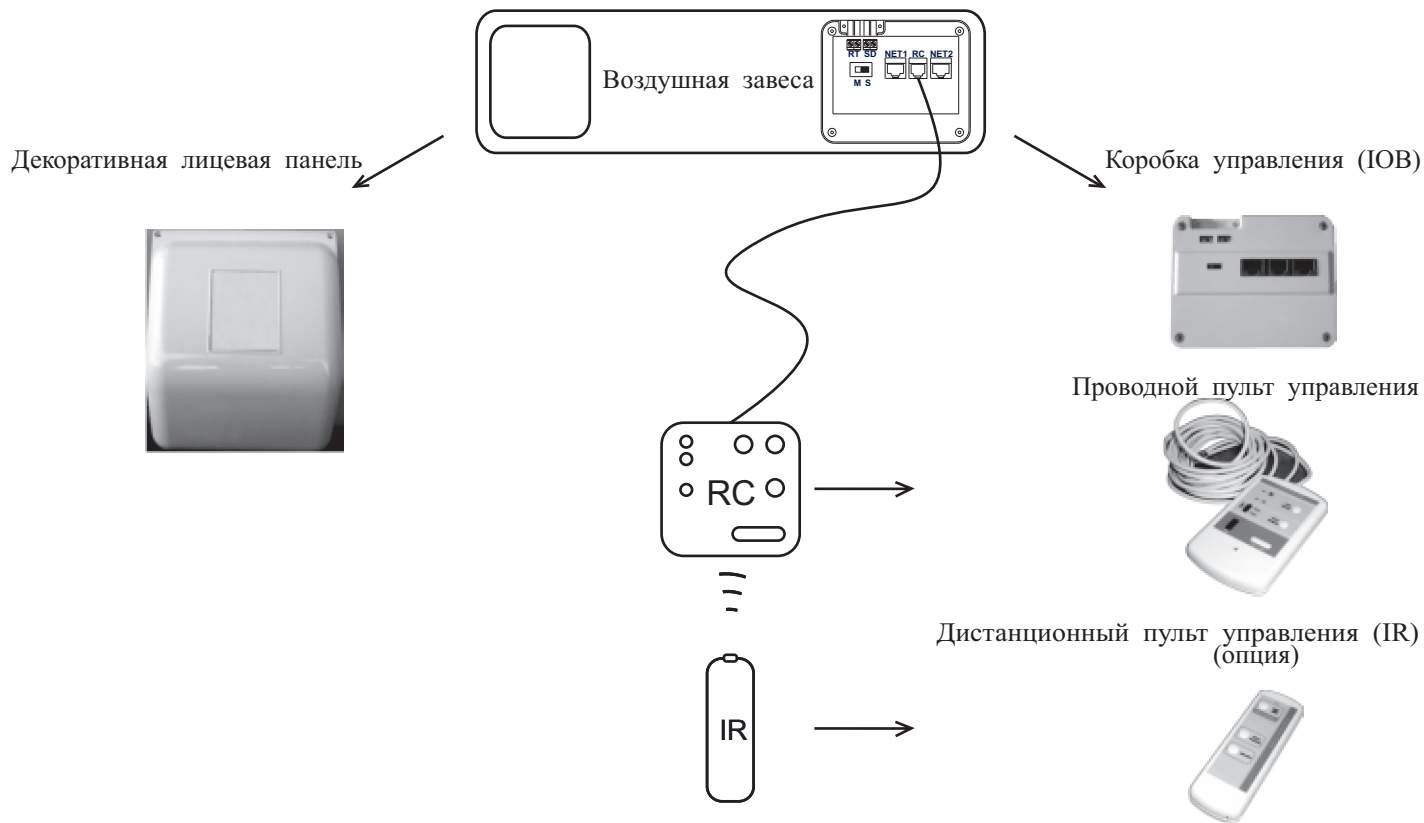 RT SD NET1 RC NET2
M S
Воздушная завеса
Декоративная лицевая панель
Коробка управления (IOB)
Проводной пульт управления
RC
Дистанционный пульт управления (IR)
(опция)
IR